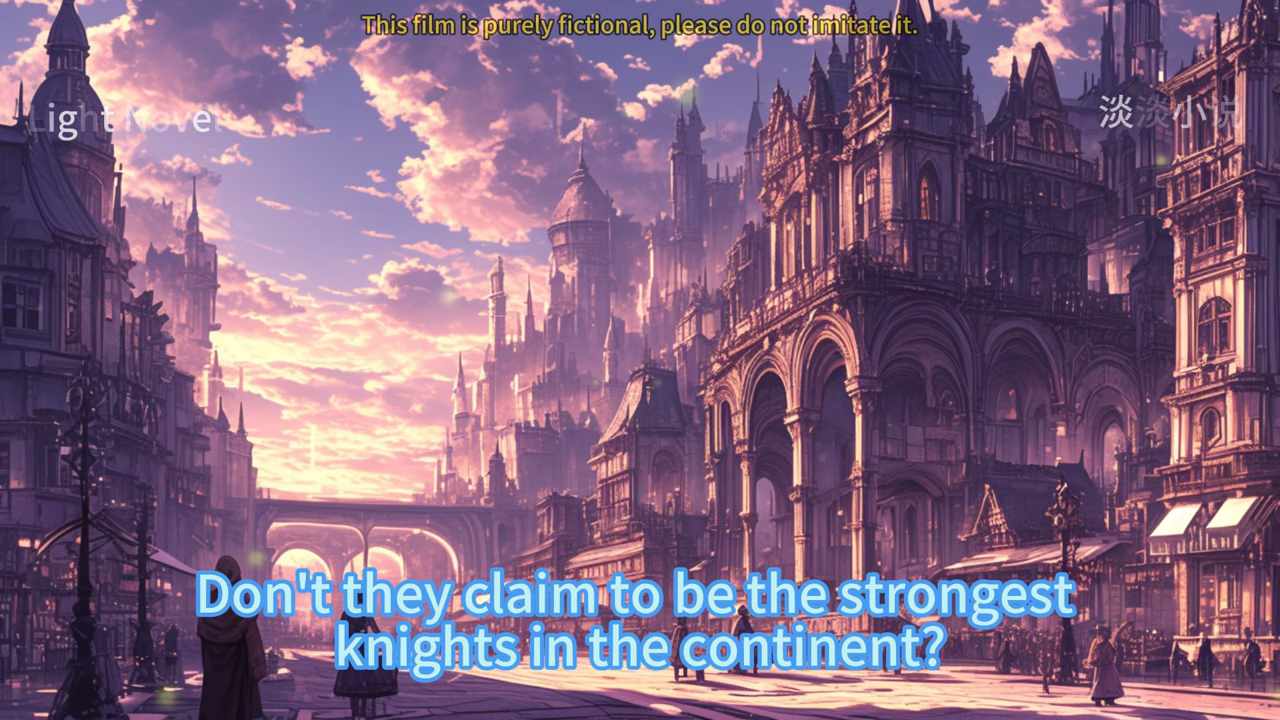 This film is purely fictional, please do not imitate it.
Light Novel
淡淡小说
Don't they claim to be the strongest
knights in the continent?